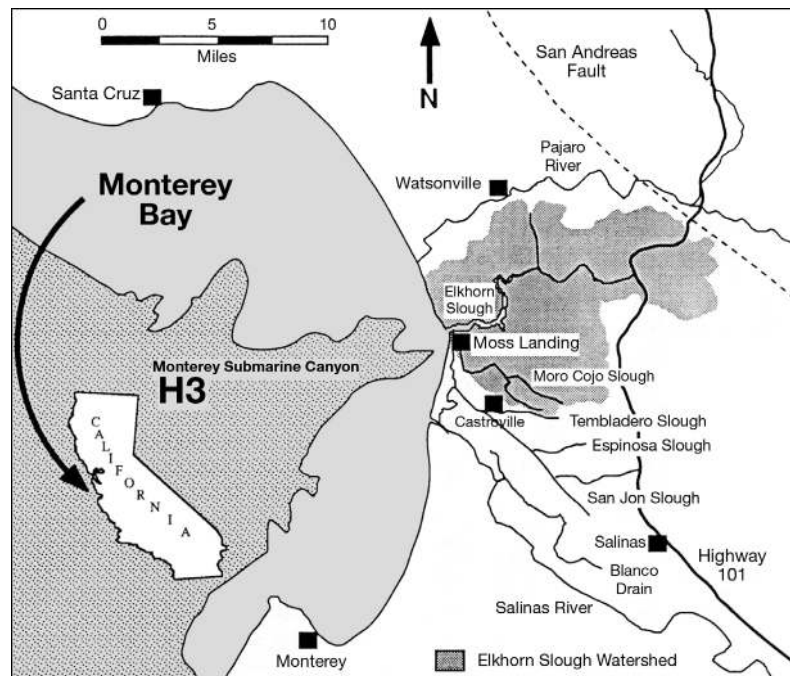 0 5 10
Miles
San Andreas
Fault
Santa Cruz
N
Pajaro
River
Watsonville
Monterey
Bay
Elkhorn
Slough
Moss Landing
Monterey Submarine Canyon
H3
Moro Cojo Slough
Castroville
Tembladero Slough
CALIFORNIA
Espinosa Slough
San Jon Slough
Salinas
Highway
101
Blanco
Drain
Salinas River
Monterey
Elkhorn Slough Watershed